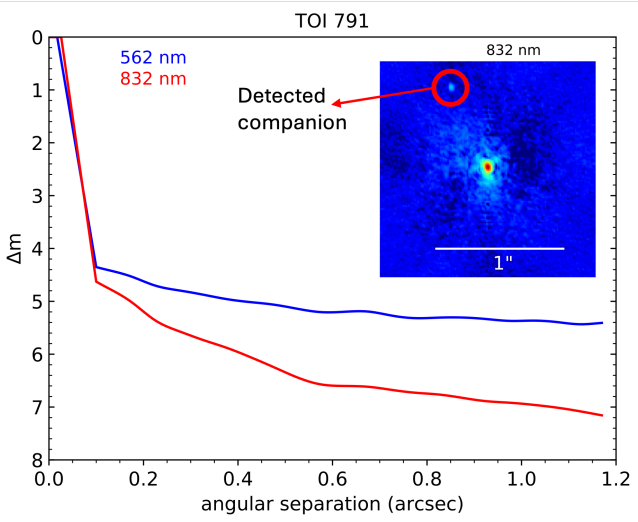 TOI 791
562 nm
832 nm
832 nm
Detected
companion
1"
Δm
0
1
2
3
4
5
6
7
8
0.0 0.2 0.4 0.6 0.8 1.0 1.2
angular separation (arcsec)